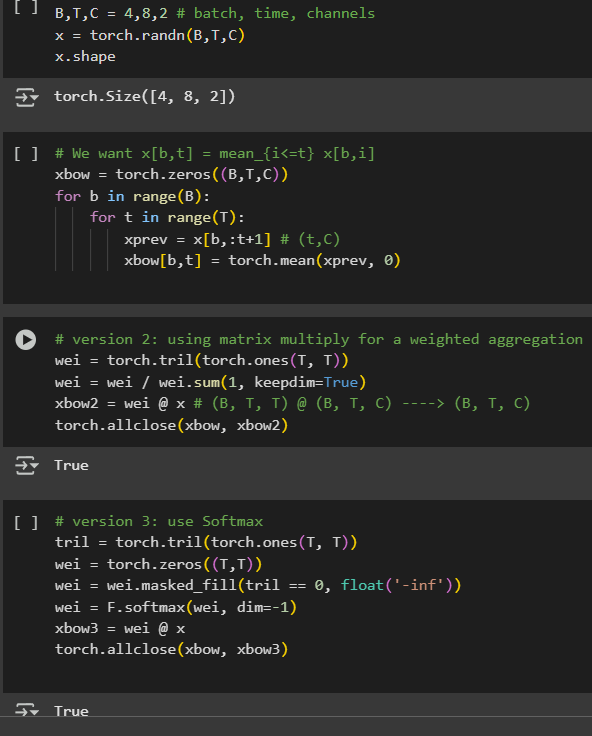 [ ] B,T,C = 4,8,2 # batch, time, channels
x = torch.randn(B,T,C)
x.shape
torch.Size([4, 8, 2])
[ ] # We want x[b,t] = mean_{i<=t} x[b,i]
xbow = torch.zeros((B,T,C))
for b in range(B):
    for t in range(T):
        xprev = x[b,:t+1] # (t,C)
        xbow[b,t] = torch.mean(xprev, 0)
# version 2: using matrix multiply for a weighted aggregation
wei = torch.tril(torch.ones(T, T))
wei = wei / wei.sum(1, keepdim=True)
xbow2 = wei @ x # (B, T, T) @ (B, T, C) ----> (B, T, C)
torch.allclose(xbow, xbow2)
True
[ ] # version 3: use Softmax
tril = torch.tril(torch.ones(T, T))
wei = torch.zeros((T,T))
wei = wei.masked_fill(tril == 0, float('-inf'))
wei = F.softmax(wei, dim=-1)
xbow3 = wei @ x
torch.allclose(xbow, xbow3)
True